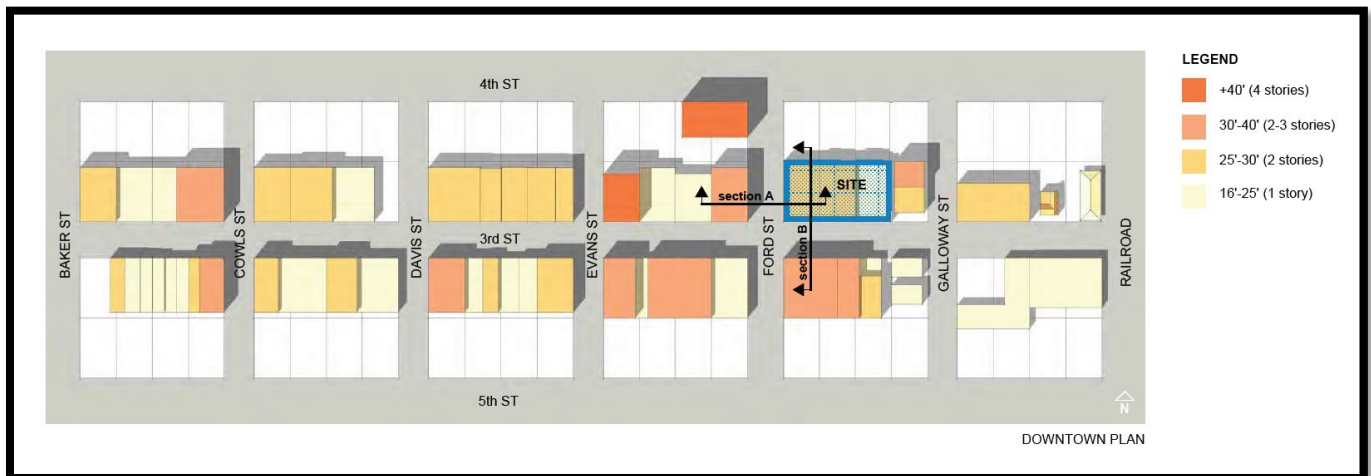 4th ST
LEGEND
+40' (4 stories)
30'-40' (2-3 stories)
25'-30' (2 stories)
16'-25' (1 story)
SITE
section A
section B
BAKER ST
COWLS ST
DAVIS ST
3rd ST
EVANS ST
FORD ST
GALLOWAY ST
RAILROAD
5th ST
N
DOWNTOWN PLAN